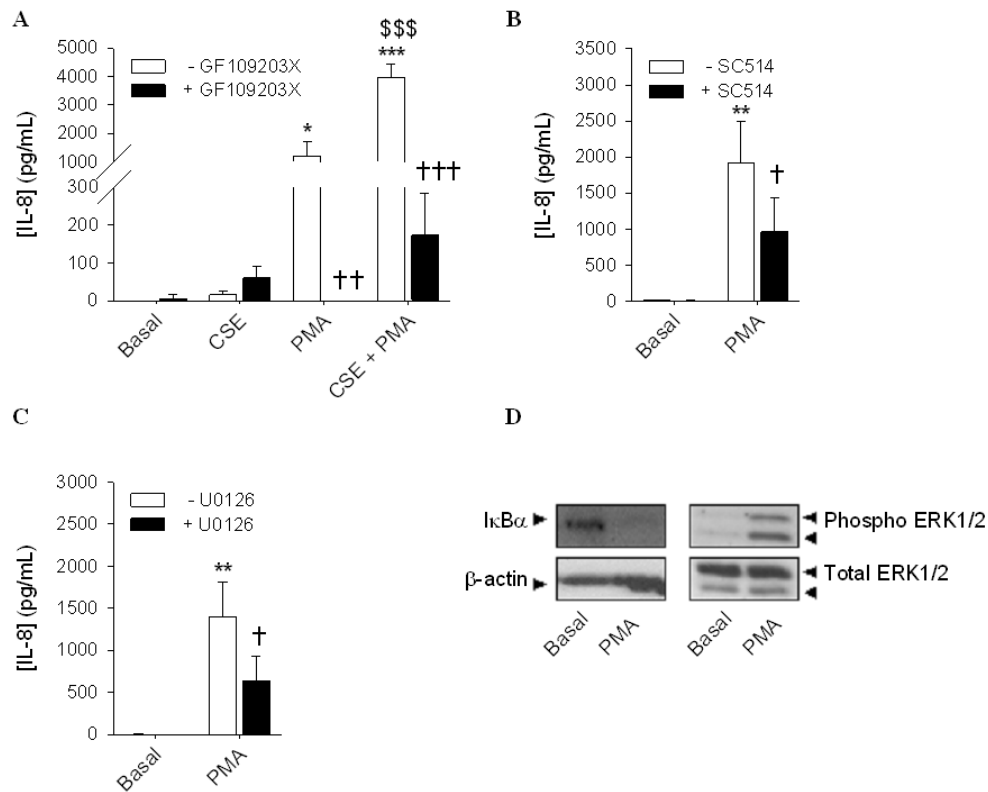 A
[IL-8] (pg/mL)
5000
4000
3000
2000
1000
300
200
100
0
- GF109203X
+ GF109203X
*
††
$$$
***
†††
Basal
CSE
PMA
CSE + PMA
B
[IL-8] (pg/mL)
3500
3000
2500
2000
1500
1000
500
0
- SC514
+ SC514
**
†
Basal
PMA
C
[IL-8] (pg/mL)
3000
2500
2000
1500
1000
500
0
- U0126
+ U0126
**
†
Basal
PMA
D
IκBα
Phospho ERK1/2
β-actin
Total ERK1/2
Basal
PMA
Basal
PMA